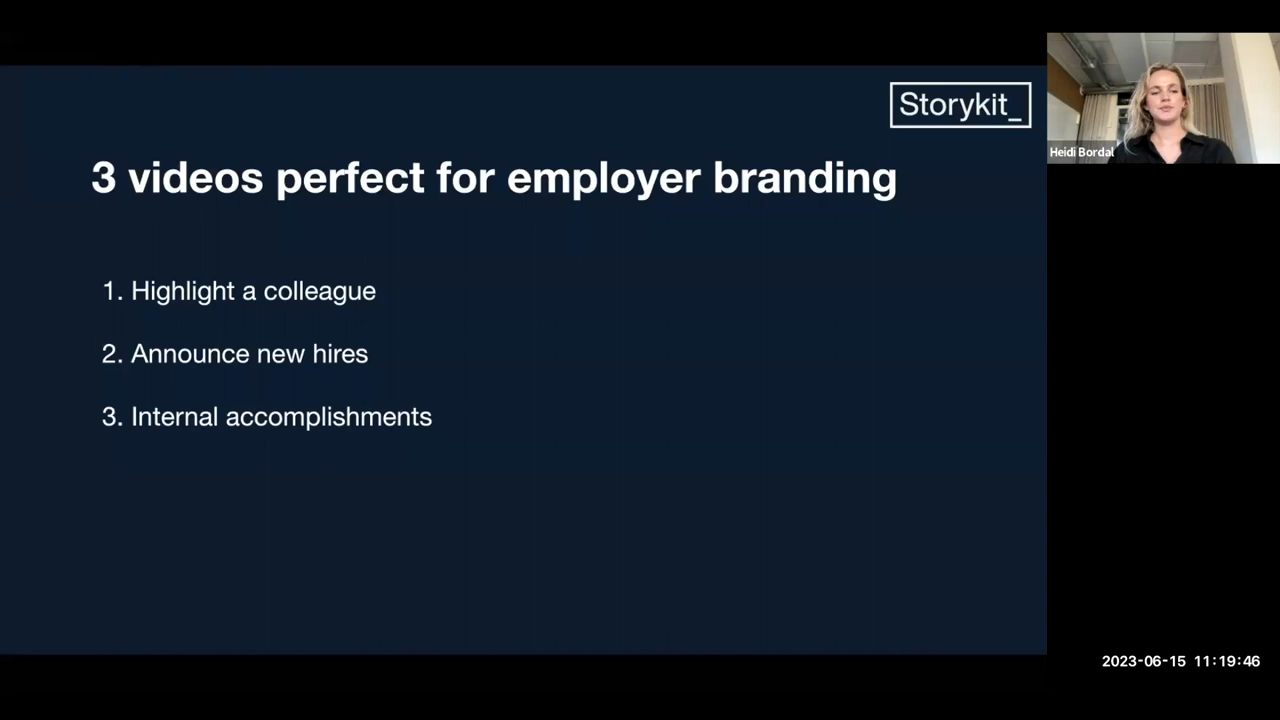 Storykit_
3 videos perfect for employer branding
1. Highlight a colleague
2. Announce new hires
3. Internal accomplishments
Heidi Bordal
2023-06-15 11:19:46